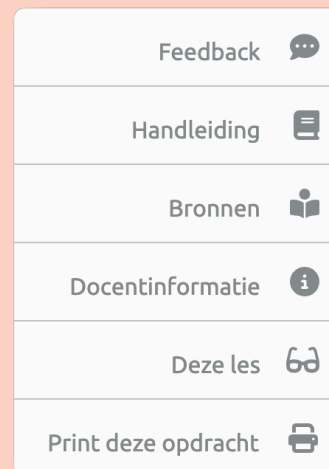 Feedback
Handleiding
Bronnen
Docentinformatie
Deze les
Print deze opdracht